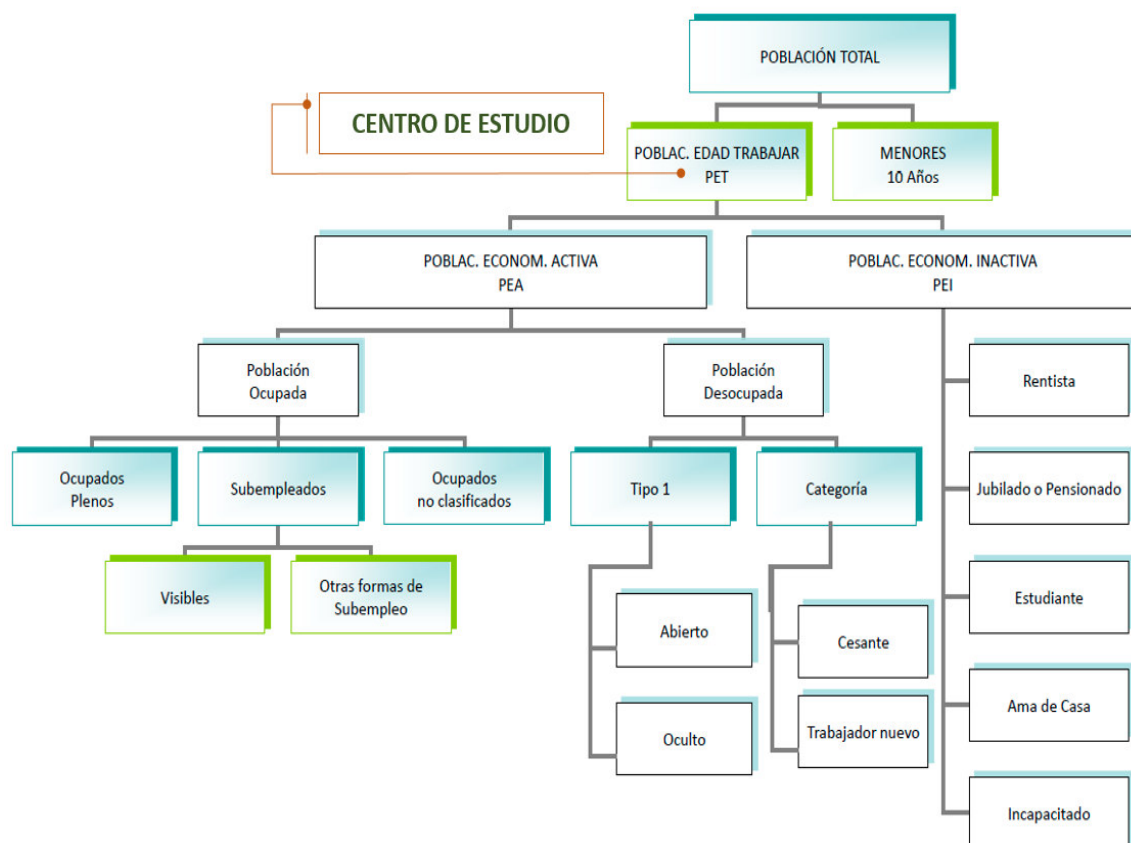 POBLACIÓN TOTAL
CENTRO DE ESTUDIO
POBLAC. EDAD TRABAJAR
PET
MENORES
10 Años
POBLAC. ECONOM. ACTIVA
PEA
POBLAC. ECONOM. INACTIVA
PEI
Población
Ocupada
Población
Desocupada
Rentista
Ocupados
Plenos
Subempleados
Ocupados
no clasificados
Tipo 1
Categoría
Jubilado o Pensionado
Visibles
Otras formas de
Subempleo
Estudiante
Abierto
Cesante
Ama de Casa
Oculto
Trabajador nuevo
Incapacitado